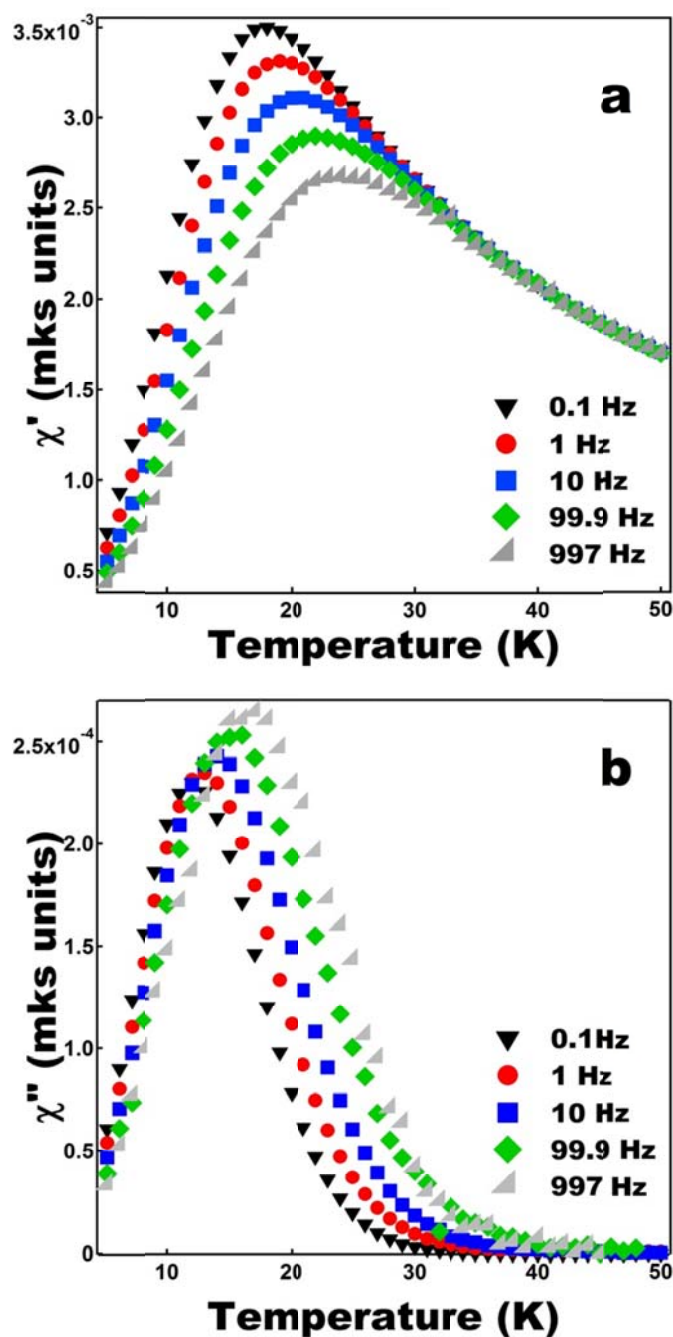 3.5x10⁻³
a
3.0
2.5
2.0
1.5
1.0
0.5
χ' (mks units)
0.1 Hz
1 Hz
10 Hz
99.9 Hz
997 Hz
10 20 30 40 50
Temperature (K)
b
2.5x10⁻⁴
2.0
1.5
1.0
0.5
0
χ" (mks units)
0.1Hz
1 Hz
10 Hz
99.9 Hz
997 Hz
10 20 30 40 50
Temperature (K)